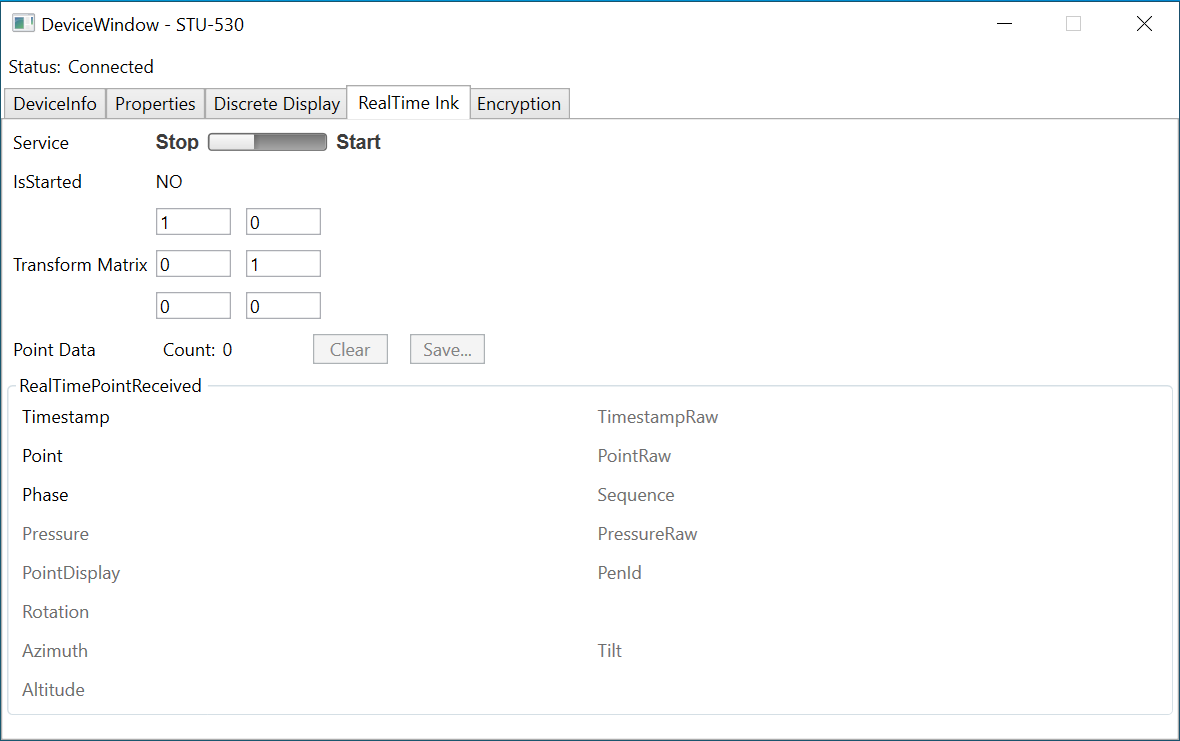 DeviceWindow - STU-530
Status: Connected
DeviceInfo Properties Discrete Display RealTime Ink Encryption
Service Stop Start
IsStarted NO
1 0
Transform Matrix 0 1
0 0
Point Data Count: 0 Clear Save...
RealTimePointReceived
Timestamp TimestampRaw
Point PointRaw
Phase Sequence
Pressure PressureRaw
PointDisplay PenId
Rotation
Azimuth Tilt
Altitude